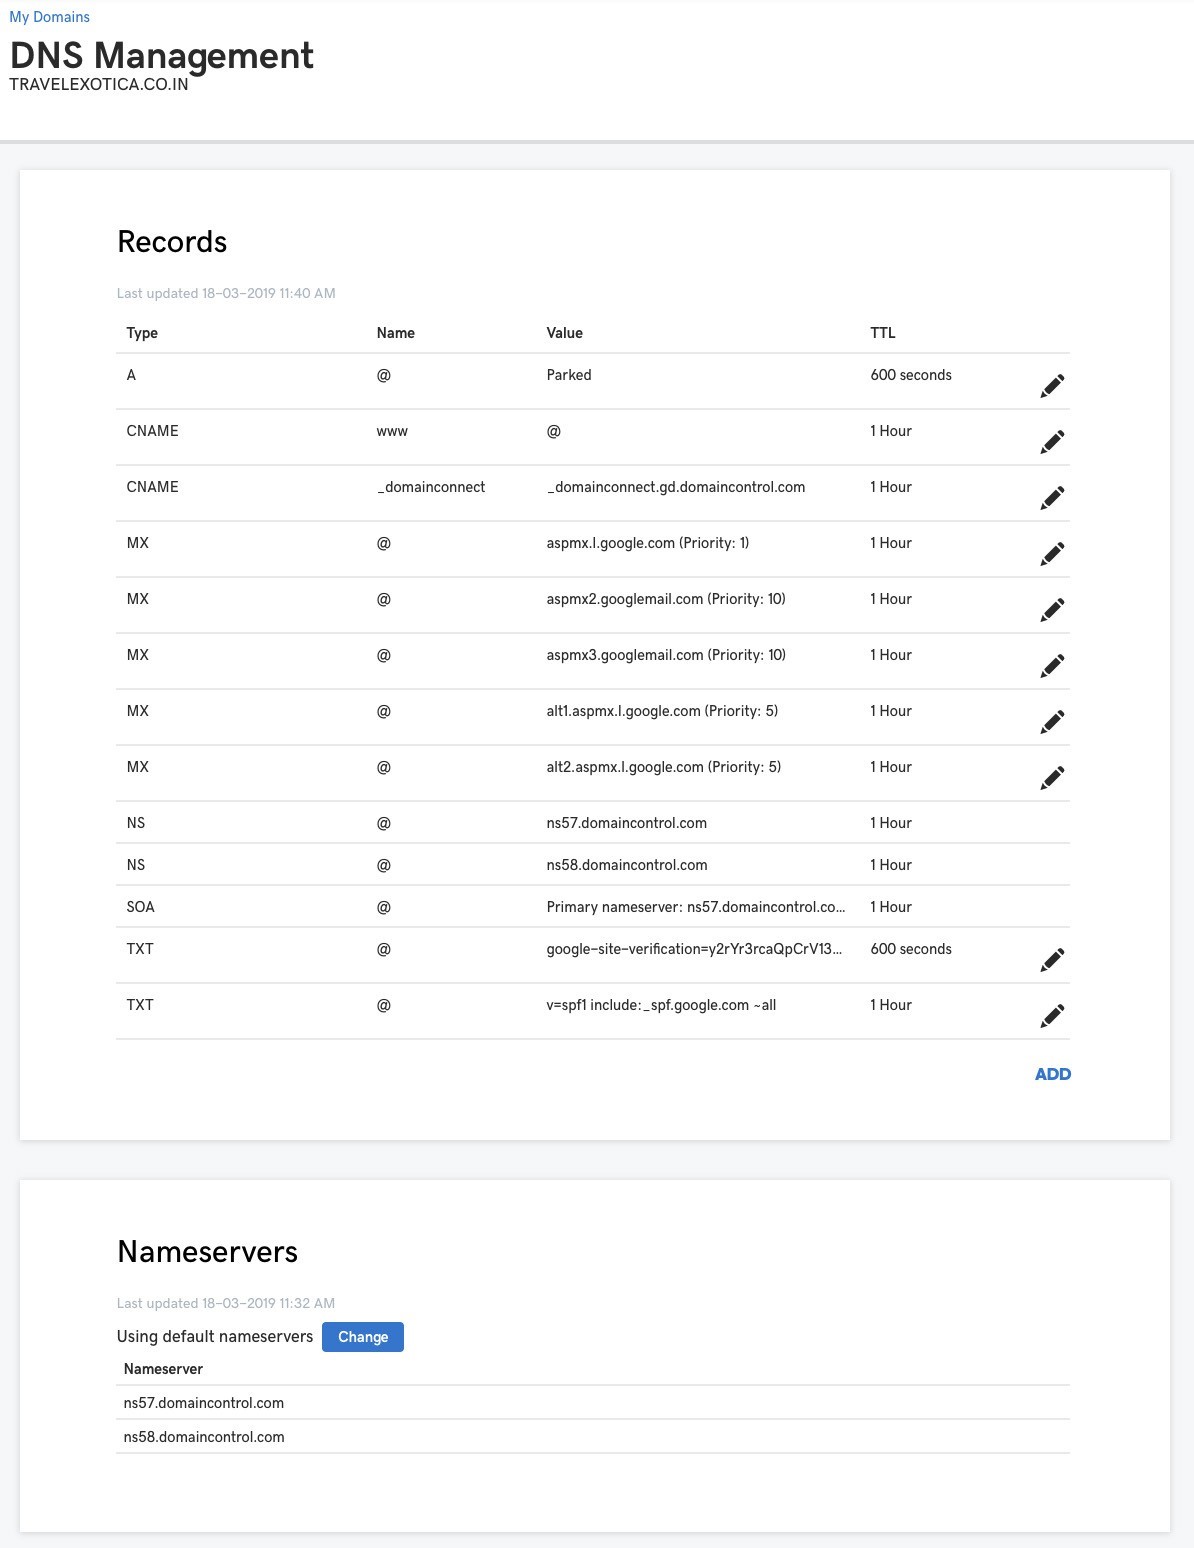 My Domains
DNS Management
TRAVELEXOTICA.CO.IN
Records
Last updated 18-03-2019 11:40 AM
Type Name Value TTL
A @ Parked 600 seconds
CNAME www @ 1 Hour
CNAME _domainconnect _domainconnect.gd.domaincontrol.com 1 Hour
MX @ aspmx.l.google.com (Priority: 1) 1 Hour
MX @ aspmx2.googlemail.com (Priority: 10) 1 Hour
MX @ aspmx3.googlemail.com (Priority: 10) 1 Hour
MX @ alt1.aspmx.l.google.com (Priority: 5) 1 Hour
MX @ alt2.aspmx.l.google.com (Priority: 5) 1 Hour
NS @ ns57.domaincontrol.com 1 Hour
NS @ ns58.domaincontrol.com 1 Hour
SOA @ Primary nameserver: ns57.domaincontrol.co... 1 Hour
TXT @ google-site-verification=y2rYr3rcaQpCrV13... 600 seconds
TXT @ v=spf1 include:_spf.google.com ~all 1 Hour
ADD
Nameservers
Last updated 18-03-2019 11:32 AM
Using default nameservers Change
Nameserver
ns57.domaincontrol.com
ns58.domaincontrol.com